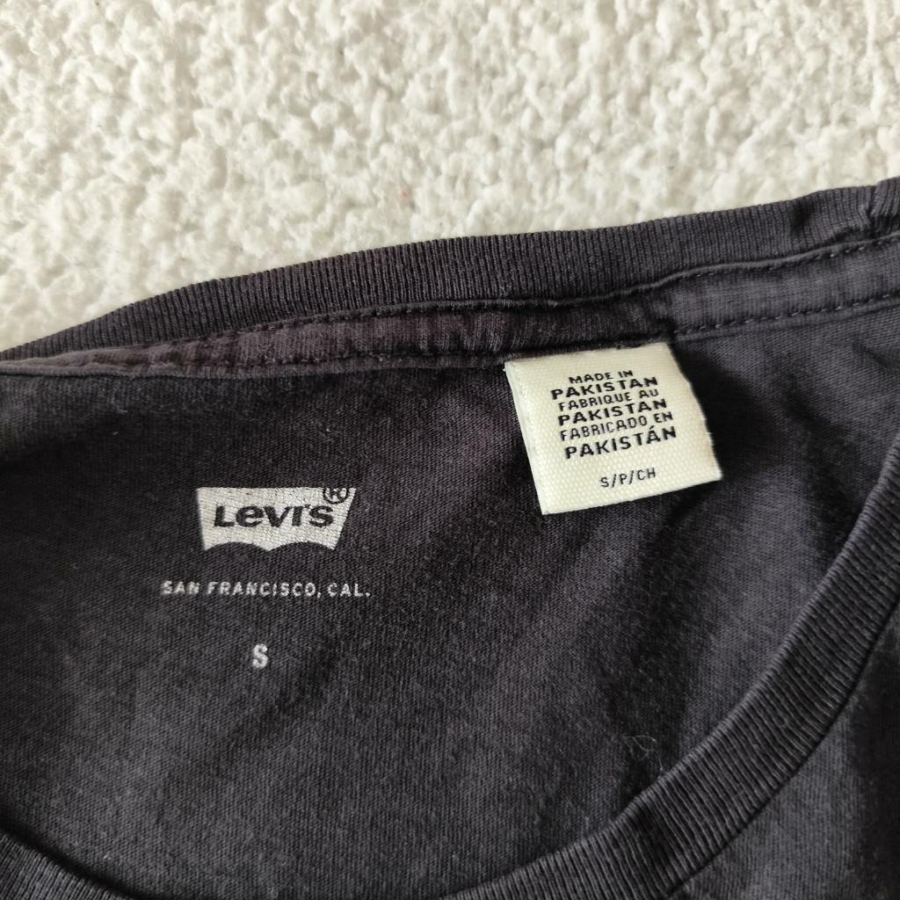 Levi's®
SAN FRANCISCO, CAL.
S
MADE IN
PAKISTAN
FABRIQUE AU
PAKISTAN
FABRICADO EN
PAKISTÁN
S/P/CH